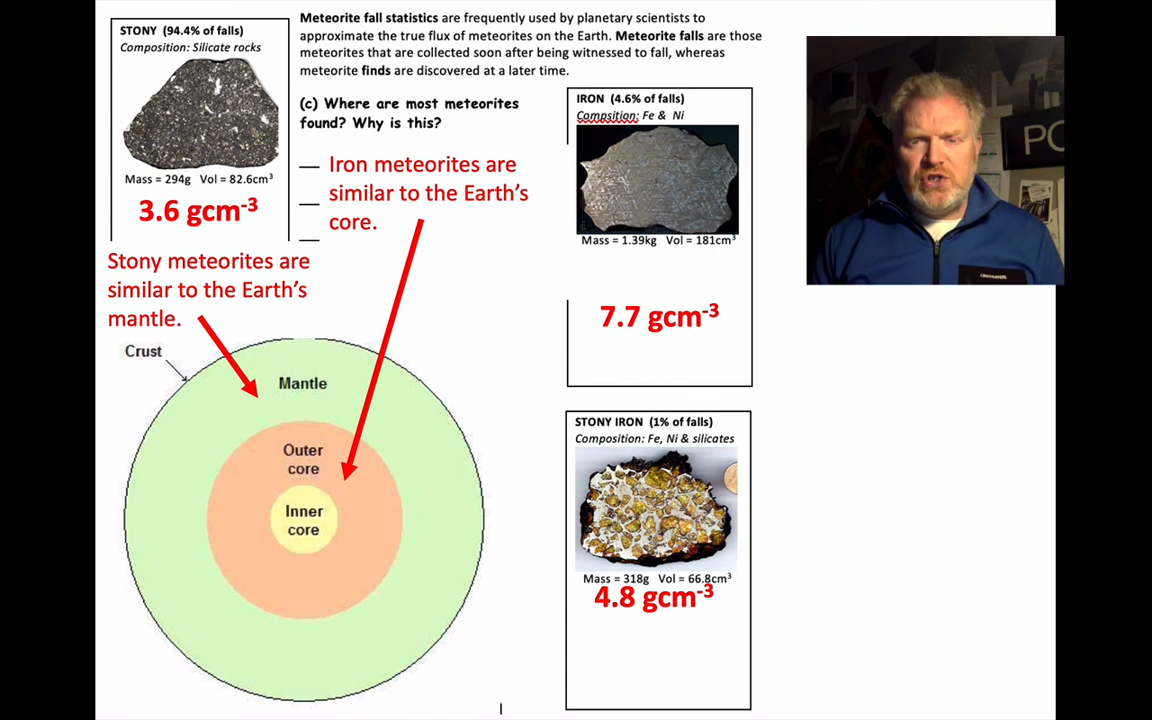 STONY (94.4% of falls)
Composition: Silicate rocks
Mass = 294g Vol = 82.6cm³
3.6 gcm⁻³
Meteorite fall statistics are frequently used by planetary scientists to
approximate the true flux of meteorites on the Earth. Meteorite falls are those
meteorites that are collected soon after being witnessed to fall, whereas
meteorite finds are discovered at a later time.
(c) Where are most meteorites
found? Why is this?
Iron meteorites are
similar to the Earth's
core.
Stony meteorites are
similar to the Earth's
mantle.
Crust
Mantle
Outer
core
Inner
core
IRON (4.6% of falls)
Compsition: Fe & Ni
Mass = 1.39kg Vol = 181cm³
7.7 gcm⁻³
STONY IRON (1% of falls)
Composition: Fe, Ni & silicates
Mass = 318g Vol = 66.8cm³
4.8 gcm⁻³
PO